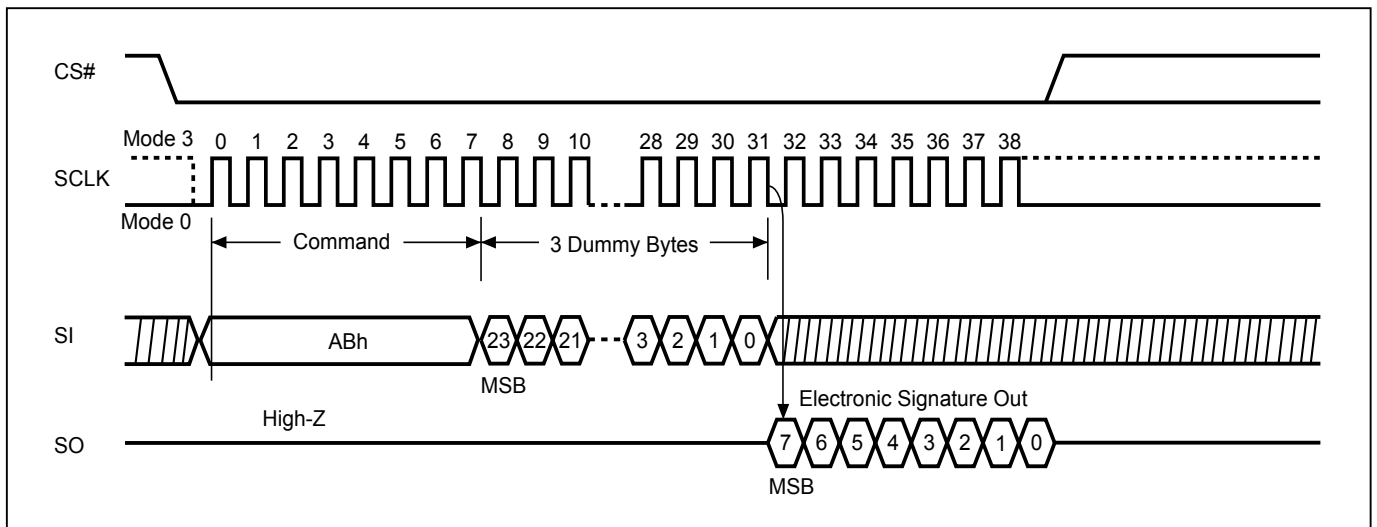 CS#
Mode 3
0 1 2 3 4 5 6 7 8 9 10 28 29 30 31 32 33 34 35 36 37 38
SCLK
Mode 0
Command
3 Dummy Bytes
SI
ABh
23 22 21 3 2 1 0
MSB
Electronic Signature Out
High-Z
SO
7 6 5 4 3 2 1 0
MSB